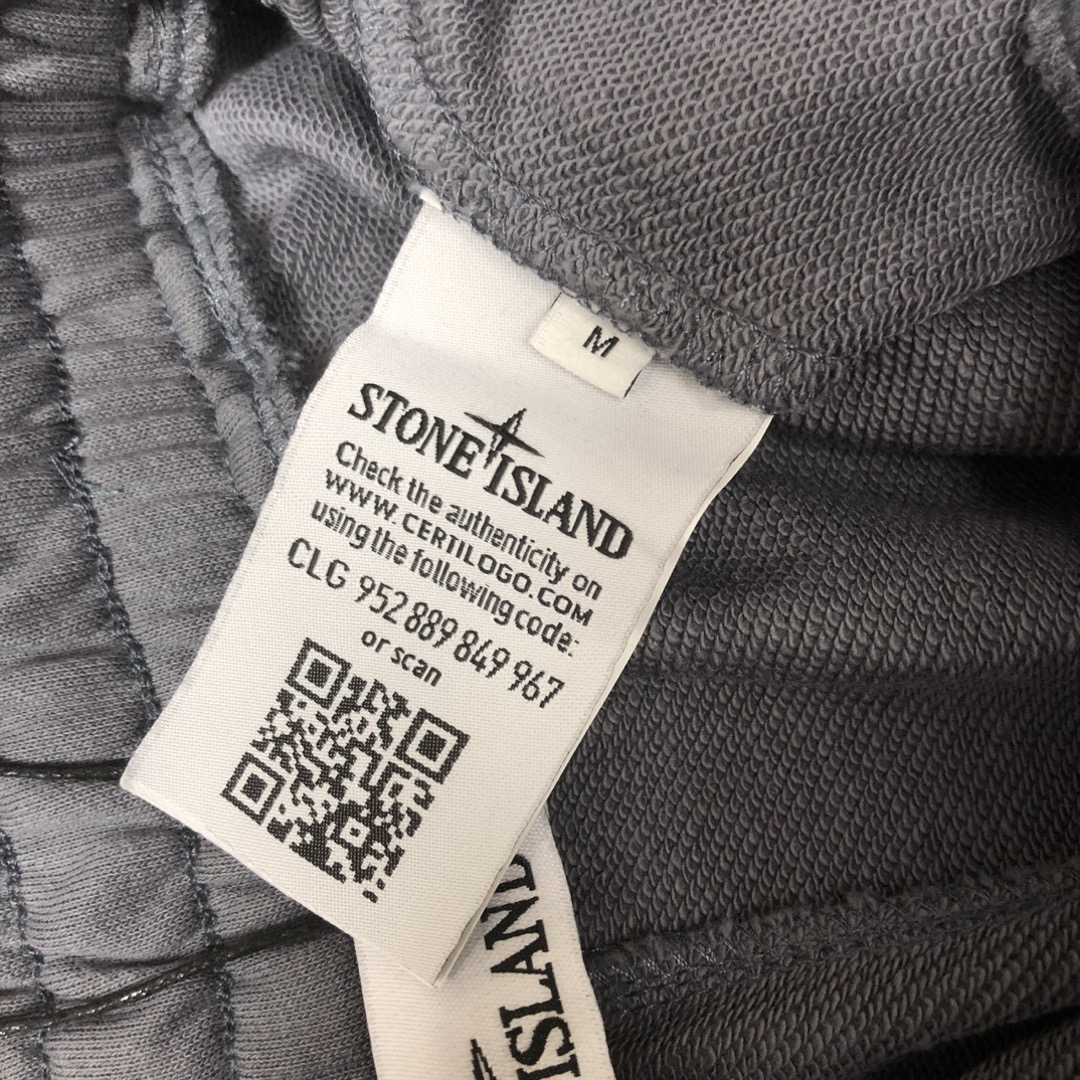 M
STONE ISLAND
Check the authenticity on
WWW.CERTILOGO.COM
using the following code:
CLG 952 889 849 967
or scan
ISLAND